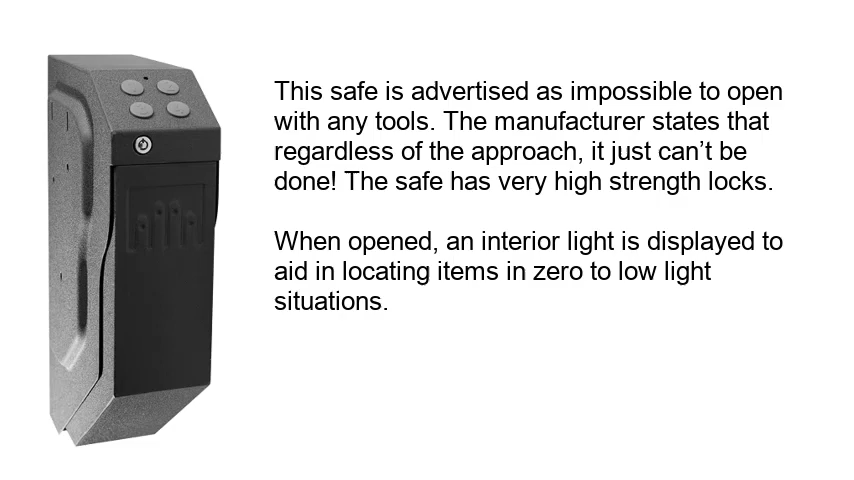 This safe is advertised as impossible to open
with any tools. The manufacturer states that
regardless of the approach, it just can’t be
done! The safe has very high strength locks.
When opened, an interior light is displayed to
aid in locating items in zero to low light
situations.